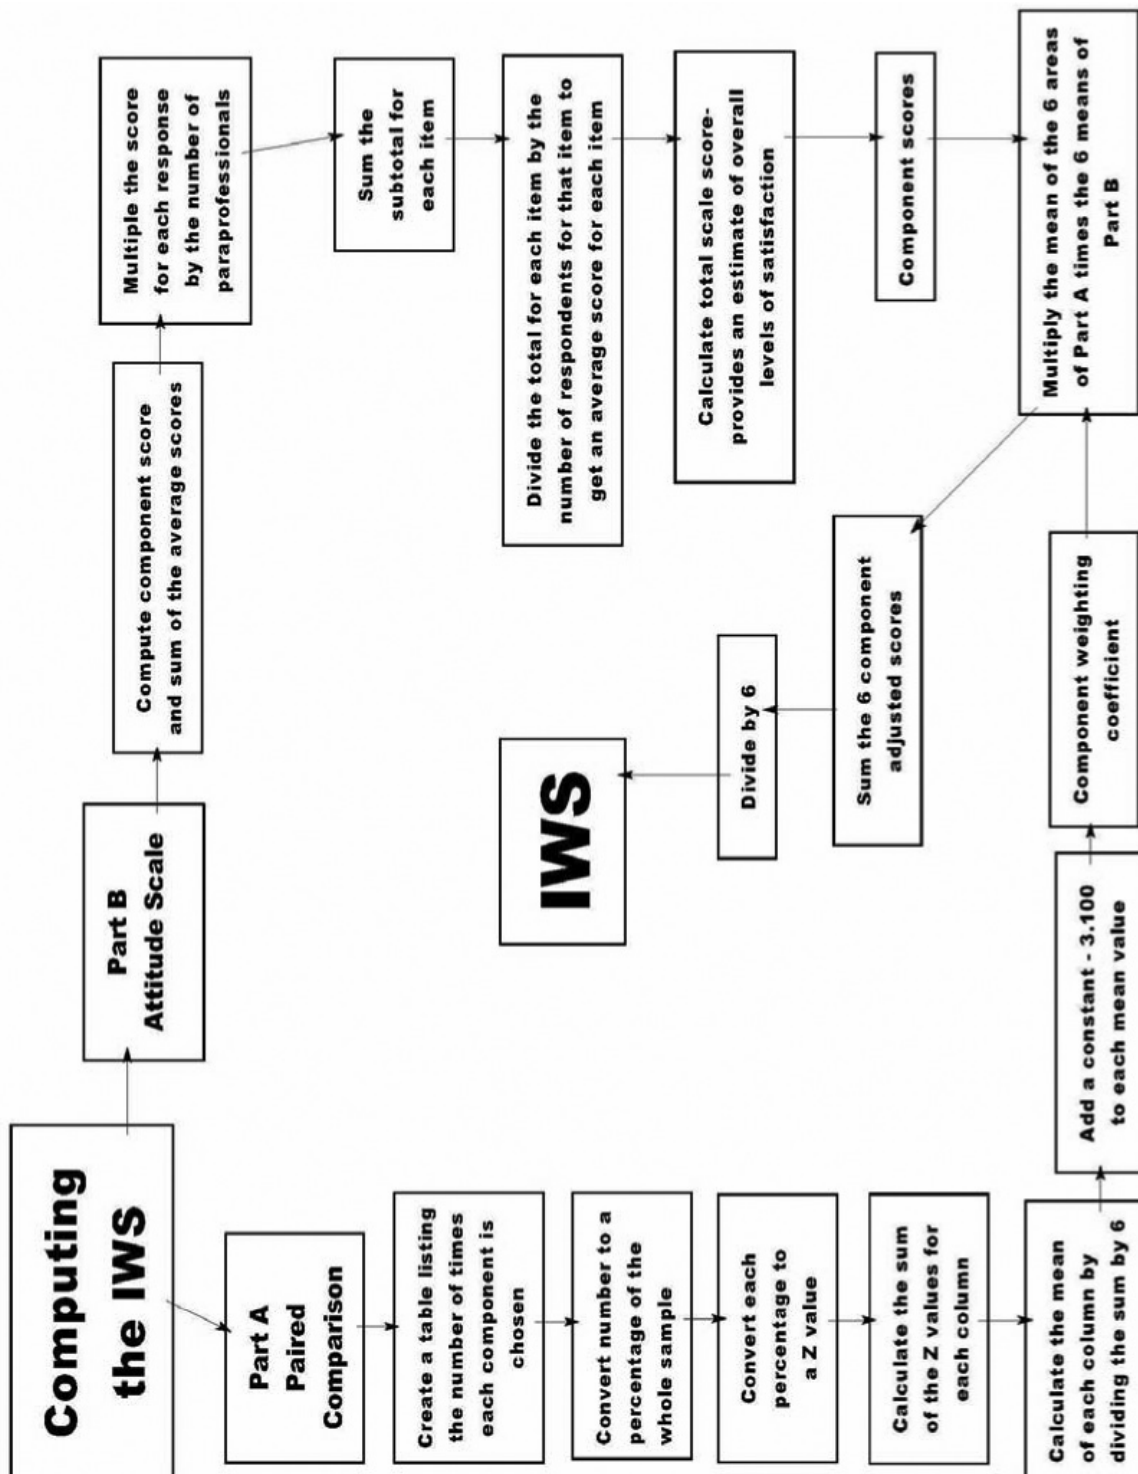 Computing
the IWS
Part A
Paired
Comparison
Create a table listing
the number of times
each component is
chosen
Convert number to a
percentage of the
whole sample
Convert each
percentage to
a Z value
Calculate the sum
of the Z values for
each column
Calculate the mean
of each column by
dividing the sum by 6
Add a constant - 3.100
to each mean value
Component weighting
coefficient
Part B
Attitude Scale
Compute component score
and sum of the average scores
Multiple the score
for each response
by the number of
paraprofessionals
Sum the
subtotal for
each item
Divide the total for each item by the
number of respondents for that item to
get an average score for each item
Calculate total scale score-
provides an estimate of overall
levels of satisfaction
Component scores
Multiply the mean of the 6 areas
of Part A times the 6 means of
Part B
Sum the 6 component
adjusted scores
Divide by 6
IWS